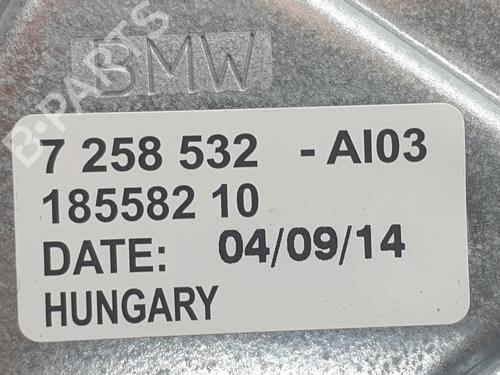 BMW
7 258 532 - AI03
185582 10
DATE: 04/09/14
HUNGARY
B-PARTS